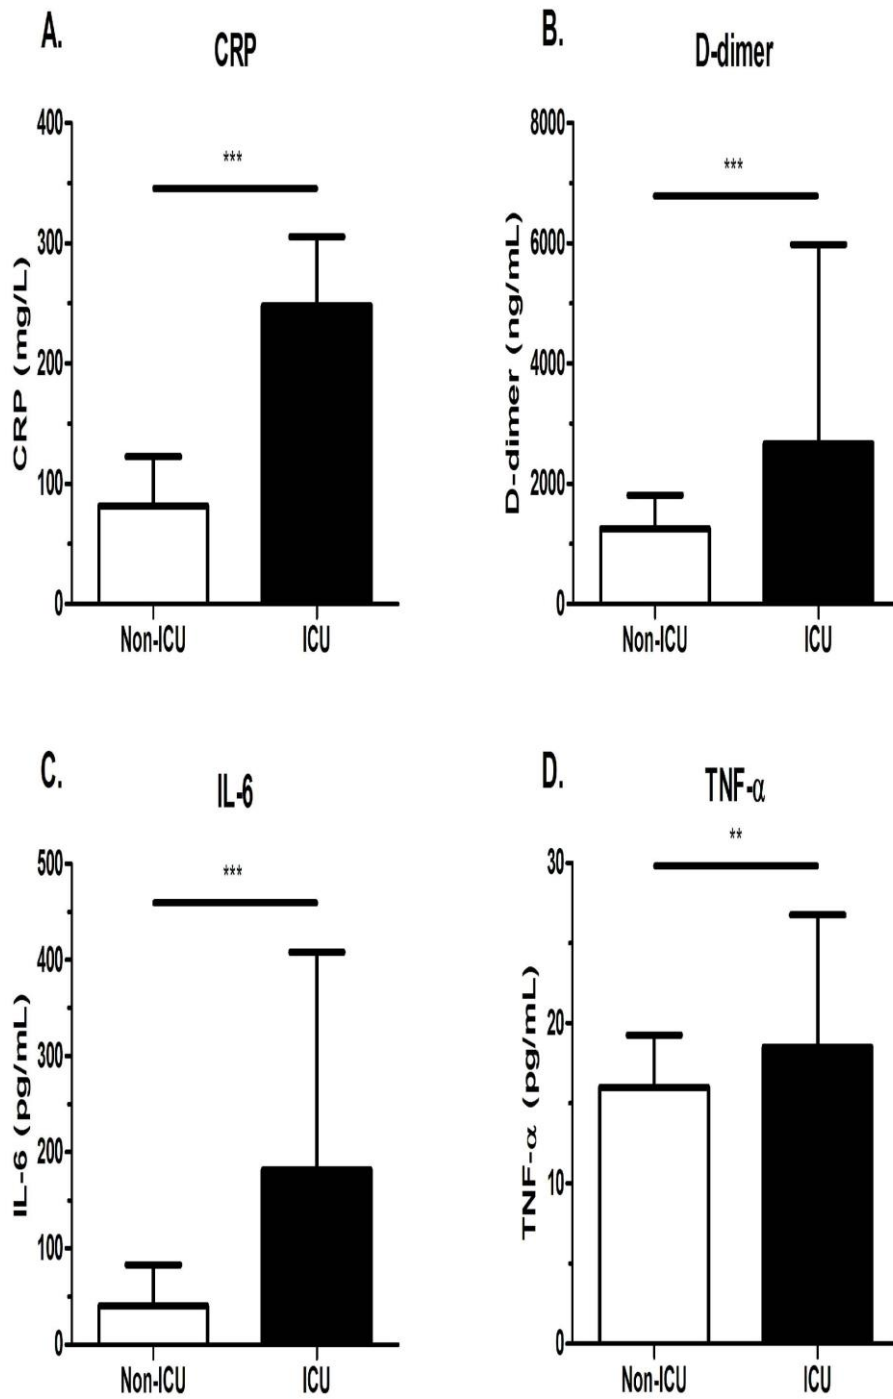 A.
CRP
400
300
200
100
0
CRP (mg/L)
***
Non-ICU
ICU
B.
D-dimer
8000
6000
4000
2000
0
D-dimer (ng/mL)
***
Non-ICU
ICU
C.
IL-6
500
400
300
200
100
0
IL-6 (pg/mL)
***
Non-ICU
ICU
D.
TNF-α
30
20
10
0
TNF-α (pg/mL)
**
Non-ICU
ICU